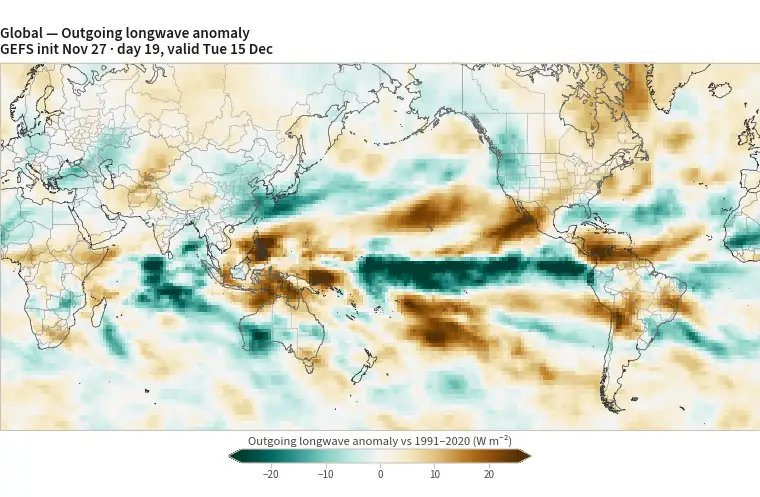 Global — Outgoing longwave anomaly
GEFS init Nov 27 · day 19, valid Tue 15 Dec
Outgoing longwave anomaly vs 1991–2020 (W m⁻²)
−20 −10 0 10 20